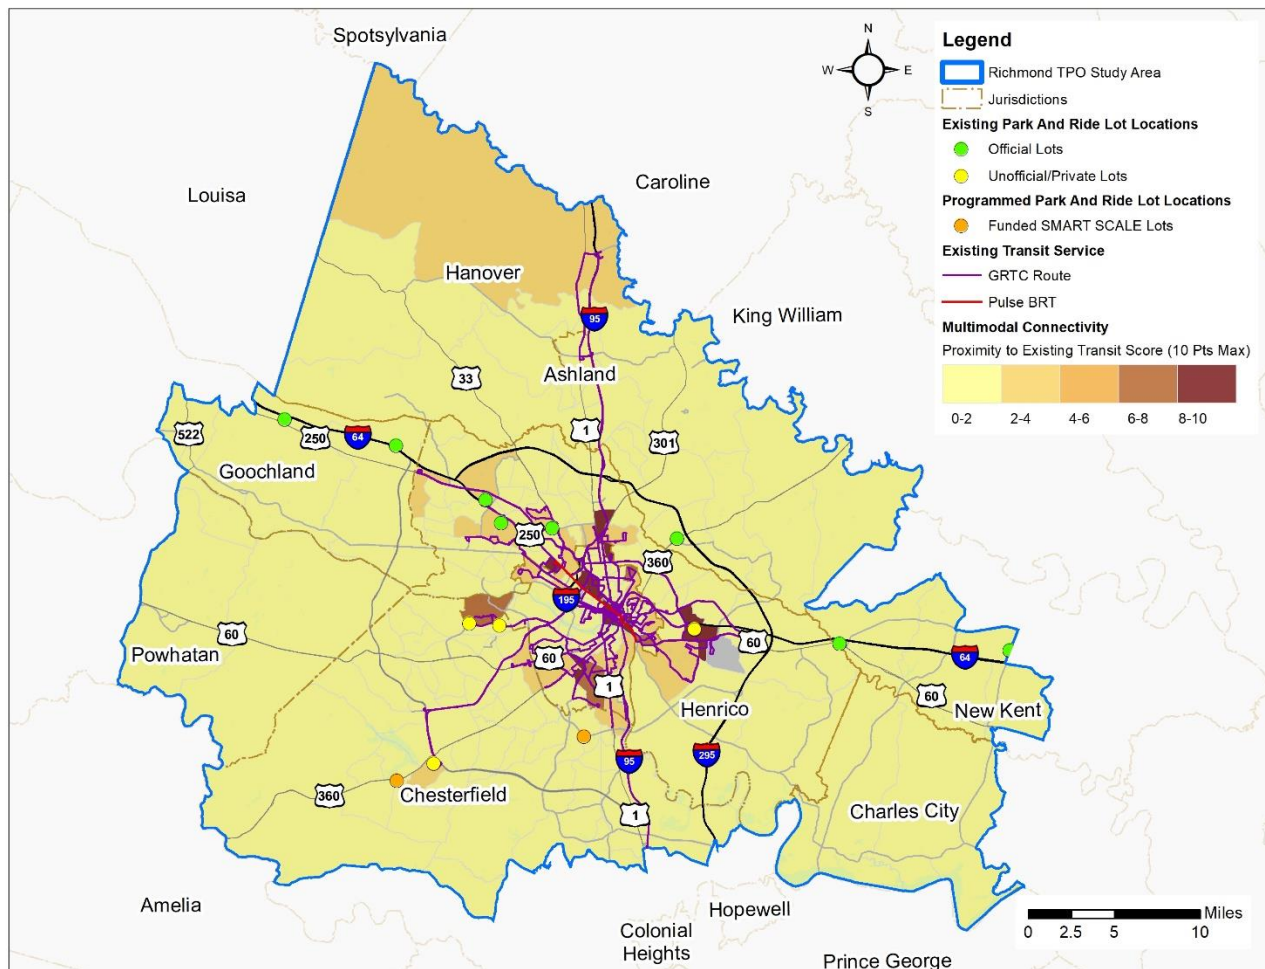 Spotsylvania
N
W E
S
Legend
Richmond TPO Study Area
Jurisdictions
Existing Park And Ride Lot Locations
Official Lots
Unofficial/Private Lots
Programmed Park And Ride Lot Locations
Funded SMART SCALE Lots
Existing Transit Service
GRTC Route
Pulse BRT
Multimodal Connectivity
Proximity to Existing Transit Score (10 Pts Max)
0-2 2-4 4-6 6-8 8-10
Louisa
Caroline
Hanover
King William
95
Ashland
33
1
301
522
250
64
Goochland
250
360
195
60
60
60
Powhatan
64
1
60
Henrico
New Kent
95
295
360
Chesterfield
1
Charles City
Amelia
Hopewell
Colonial
Heights
Prince George
Miles
0 2.5 5 10